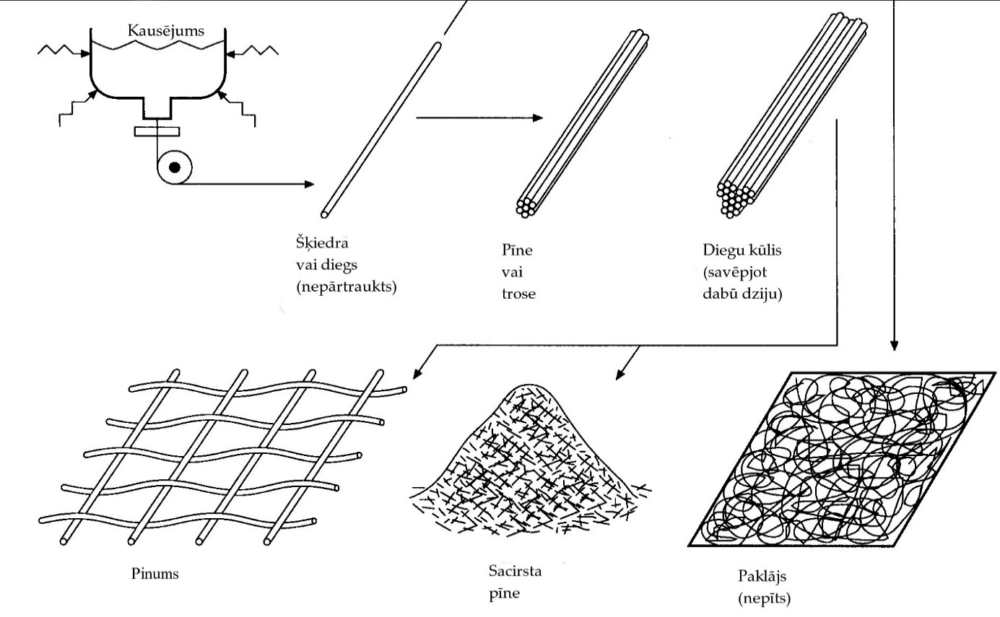 Kausējums
Šķiedra
vai diegs
(nepārtraukts)
Pīne
vai
trose
Diegu kūlis
(savēpjot
dabū dziju)
Pinums
Sacirsta
pīne
Paklājs
(nepīts)